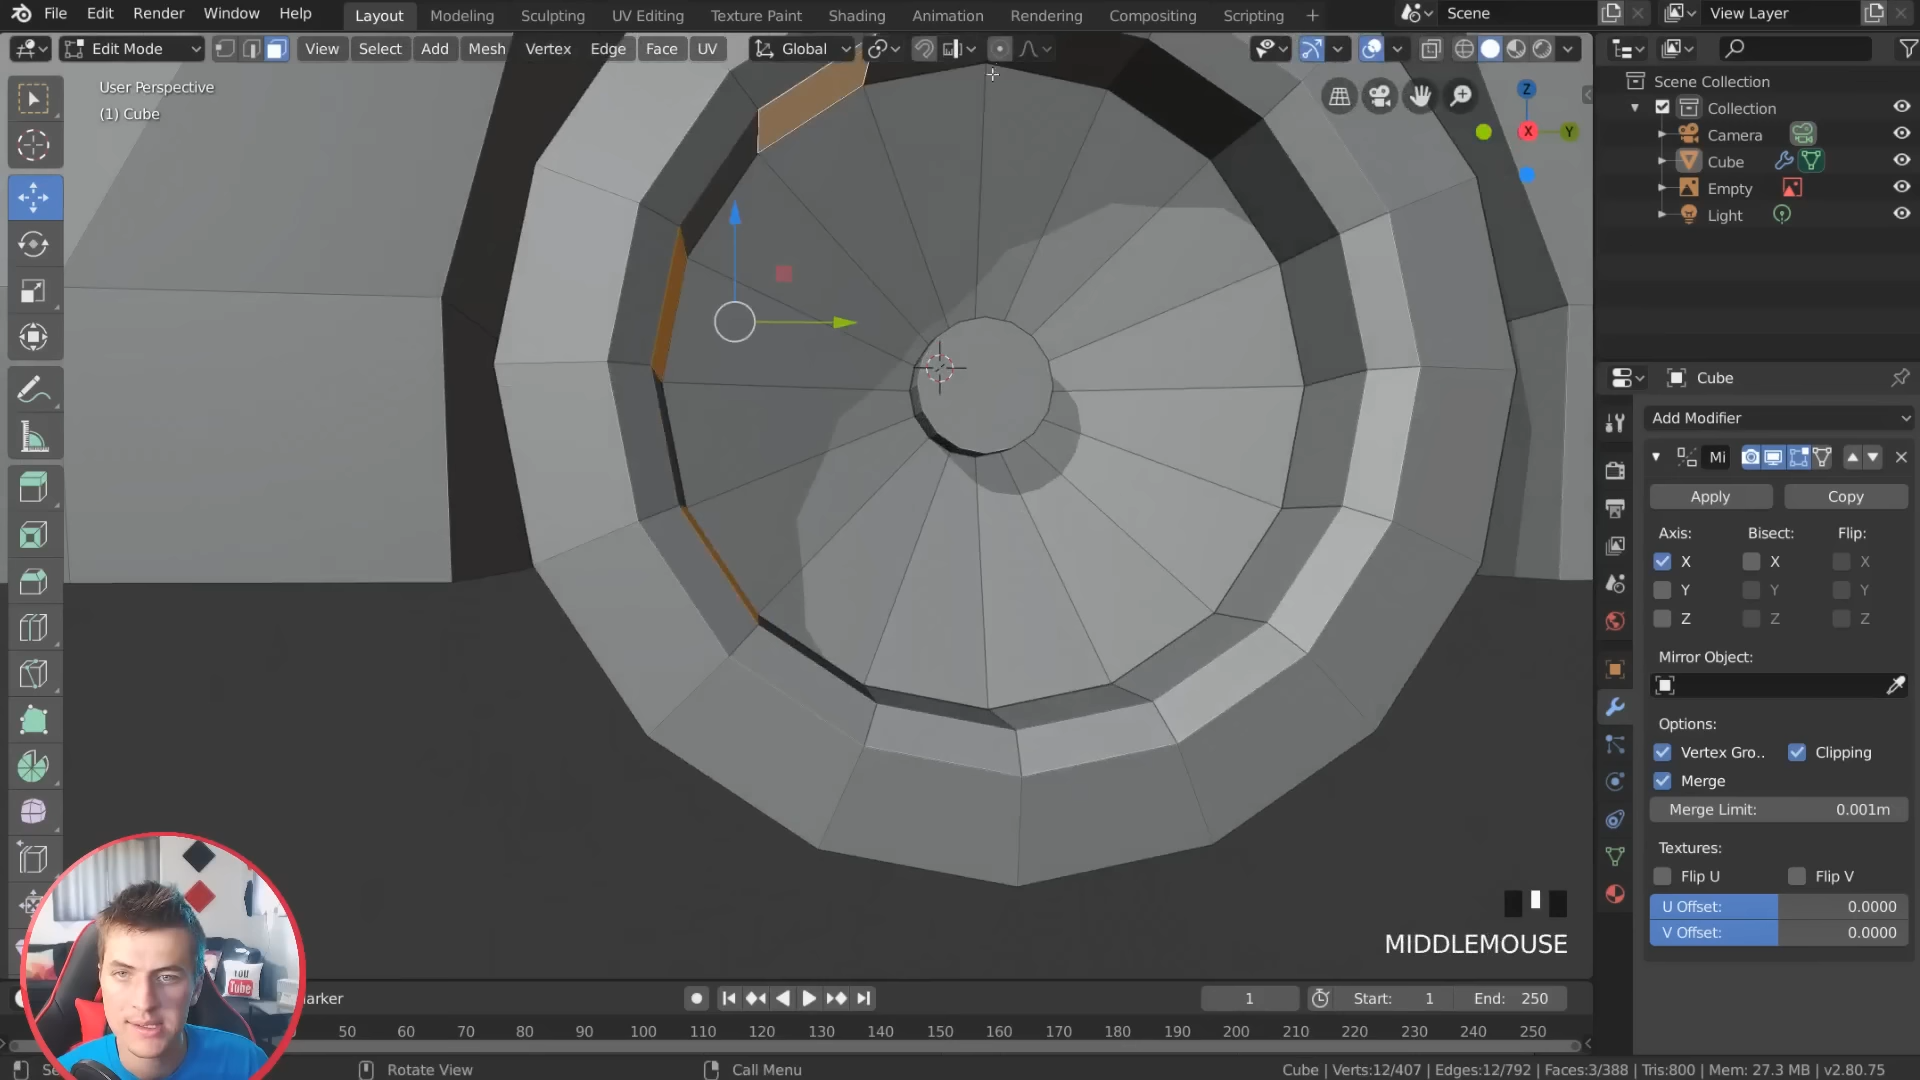 File Edit Render Window Help Layout Modeling Sculpting UV Editing Texture Paint Shading Animation Rendering Compositing Scripting + Scene View Layer
Edit Mode View Select Add Mesh Vertex Edge Face UV Global
User Perspective
(1) Cube
Z
X
Y
Scene Collection
Collection
Camera
Cube
Empty
Light
Cube
Add Modifier
Mi
Apply Copy
Axis: Bisect: Flip:
X X X
Y Y Y
Z Z Z
Mirror Object:
Options:
Vertex Gro.. Clipping
Merge
Merge Limit: 0.001m
Textures:
Flip U Flip V
U Offset: 0.0000
V Offset: 0.0000
MIDDLEMOUSE
You
Tube
arker
1 Start: 1 End: 250
50 60 70 80 90 100 110 120 130 140 150 160 170 180 190 200 210 220 230 240 250
Se Rotate View Call Menu Cube | Verts:12/407 | Edges:12/792 | Faces:3/388 | Tris:800 | Mem: 27.3 MB | v2.80.75